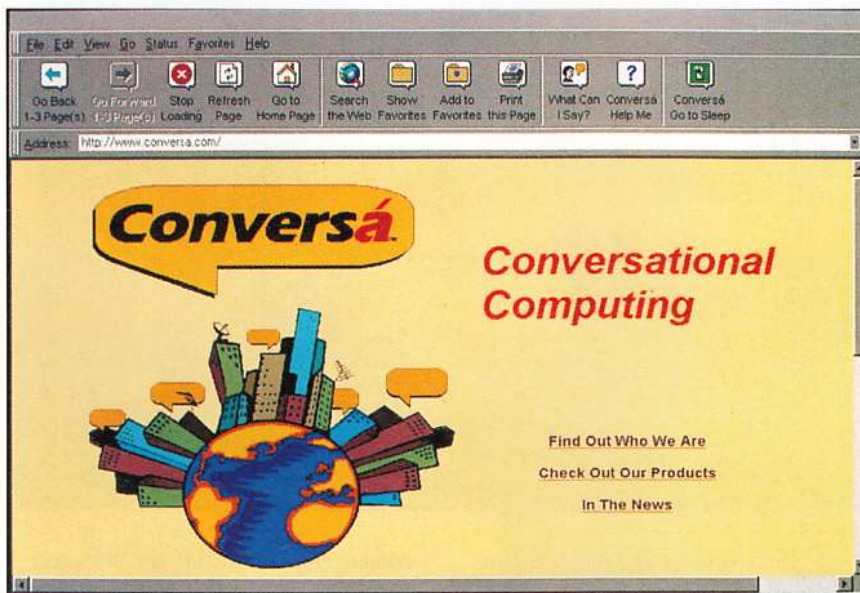 File Edit View Go Status Favorites Help
Go Back Go Forward Stop Refresh Go to Search Show Add to Print What Can Conversá Conversá
1-3 Page(s) 1-3 Page(s) Loading Page Home Page the Web Favorites Favorites this Page I Say? Help Me Go to Sleep
Address: http://www.conversa.com/
Conversá™
Conversational
Computing
Find Out Who We Are
Check Out Our Products
In The News